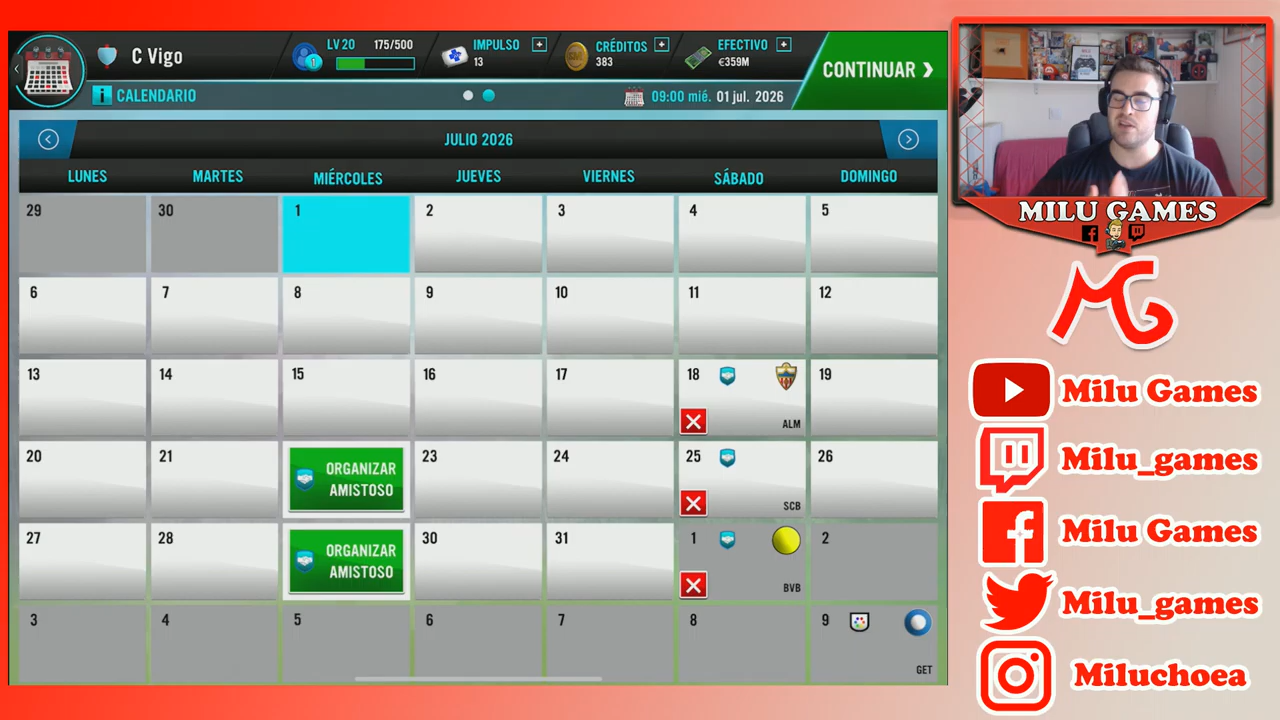 C Vigo
LV 20 175/500
1
IMPULSO
13
CRÉDITOS
383
EFECTIVO
€359M
CONTINUAR
CALENDARIO
09:00 mié. 01 jul. 2026
JULIO 2026
LUNES MARTES MIÉRCOLES JUEVES VIERNES SÁBADO DOMINGO
29 30 1 2 3 4 5
6 7 8 9 10 11 12
13 14 15 16 17 18 19
ALM
20 21 ORGANIZAR AMISTOSO 23 24 25 26
SCB
27 28 ORGANIZAR AMISTOSO 30 31 1 2
BVB
3 4 5 6 7 8 9
GET
MILU GAMES
MG
Milu Games
Milu_games
Milu Games
Milu_games
Miluchoea